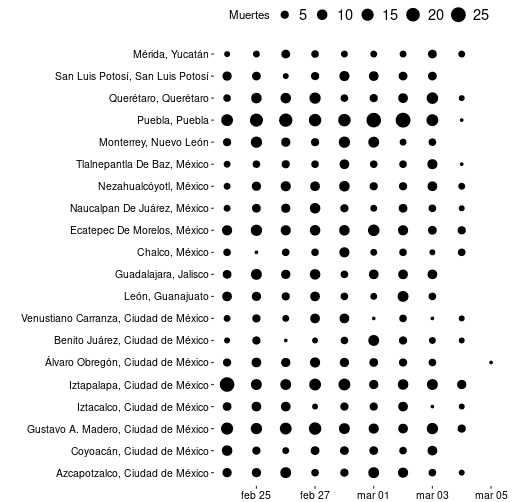 Muertes 5 10 15 20 25
Mérida, Yucatán
San Luis Potosí, San Luis Potosí
Querétaro, Querétaro
Puebla, Puebla
Monterrey, Nuevo León
Tlalnepantla De Baz, México
Nezahualcóyotl, México
Naucalpan De Juárez, México
Ecatepec De Morelos, México
Chalco, México
Guadalajara, Jalisco
León, Guanajuato
Venustiano Carranza, Ciudad de México
Benito Juárez, Ciudad de México
Álvaro Obregón, Ciudad de México
Iztapalapa, Ciudad de México
Iztacalco, Ciudad de México
Gustavo A. Madero, Ciudad de México
Coyoacán, Ciudad de México
Azcapotzalco, Ciudad de México
feb 25 feb 27 mar 01 mar 03 mar 05